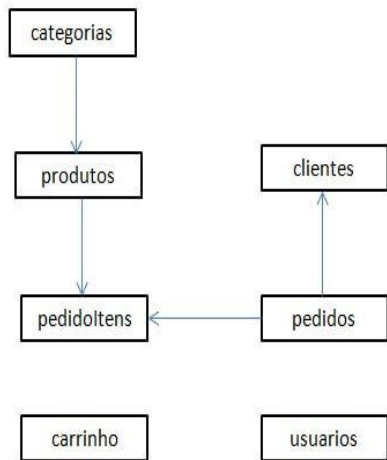 categorias
produtos
clientes
pedidoItens
pedidos
carrinho
usuarios